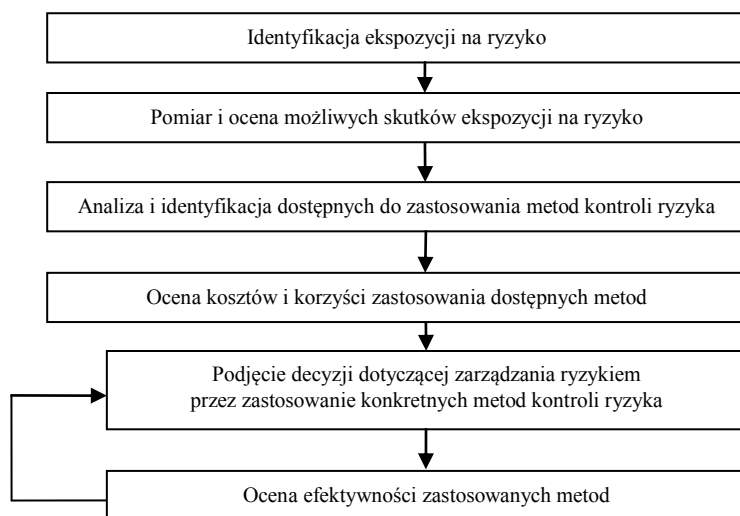 Identyfikacja ekspozycji na ryzyko
Pomiar i ocena możliwych skutków ekspozycji na ryzyko
Analiza i identyfikacja dostępnych do zastosowania metod kontroli ryzyka
Ocena kosztów i korzyści zastosowania dostępnych metod
Podjęcie decyzji dotyczącej zarządzania ryzykiem
przez zastosowanie konkretnych metod kontroli ryzyka
Ocena efektywności zastosowanych metod